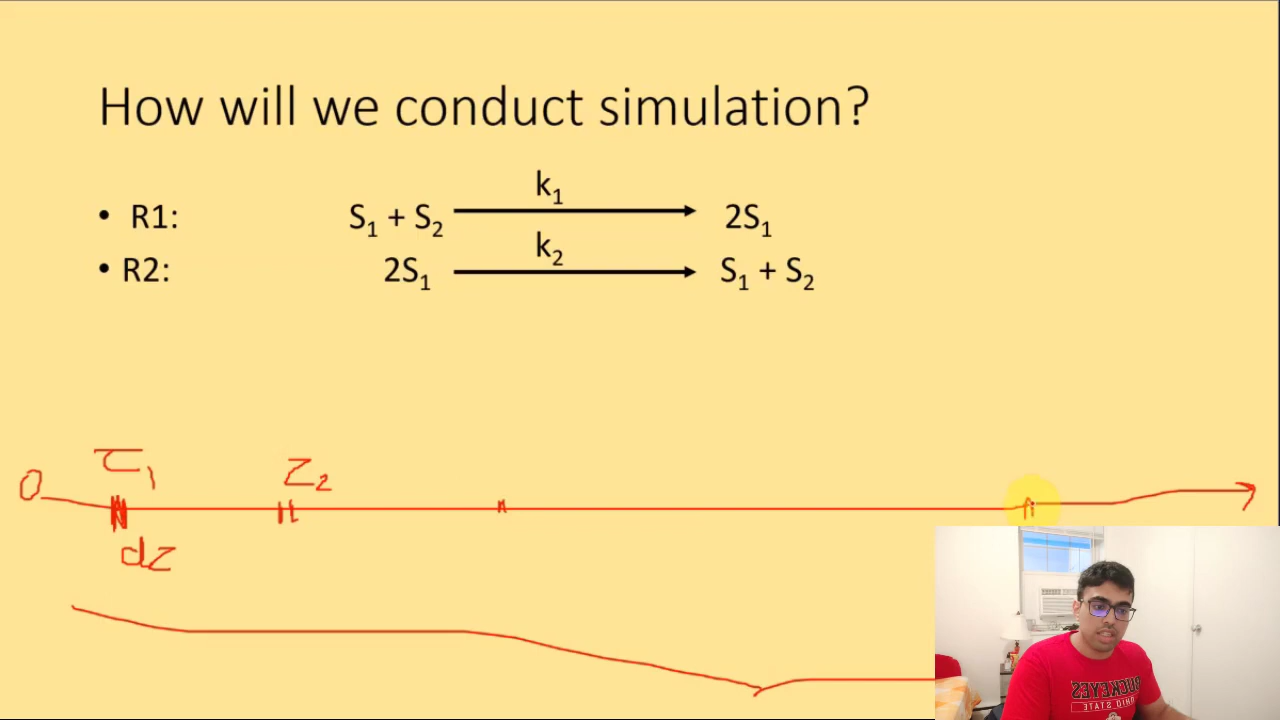 How will we conduct simulation?
k₁
• R1: S₁ + S₂ → 2S₁
k₂
• R2: 2S₁ → S₁ + S₂
0 τ₁ τ₂
dτ
BUCKEYES
OHIO STATE